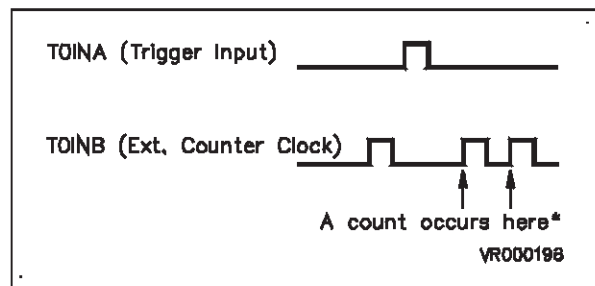 TOINA (Trigger Input)
TOINB (Ext. Counter Clock)
A count occurs here*
VR000198